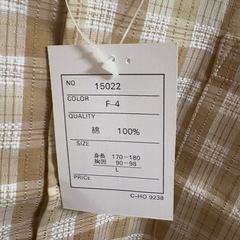 NO 15022
COLOR F-4
QUALITY
綿 100%
SIZE
身長 170-180
胸囲 90-98
L
PRICE
C-HO 9238